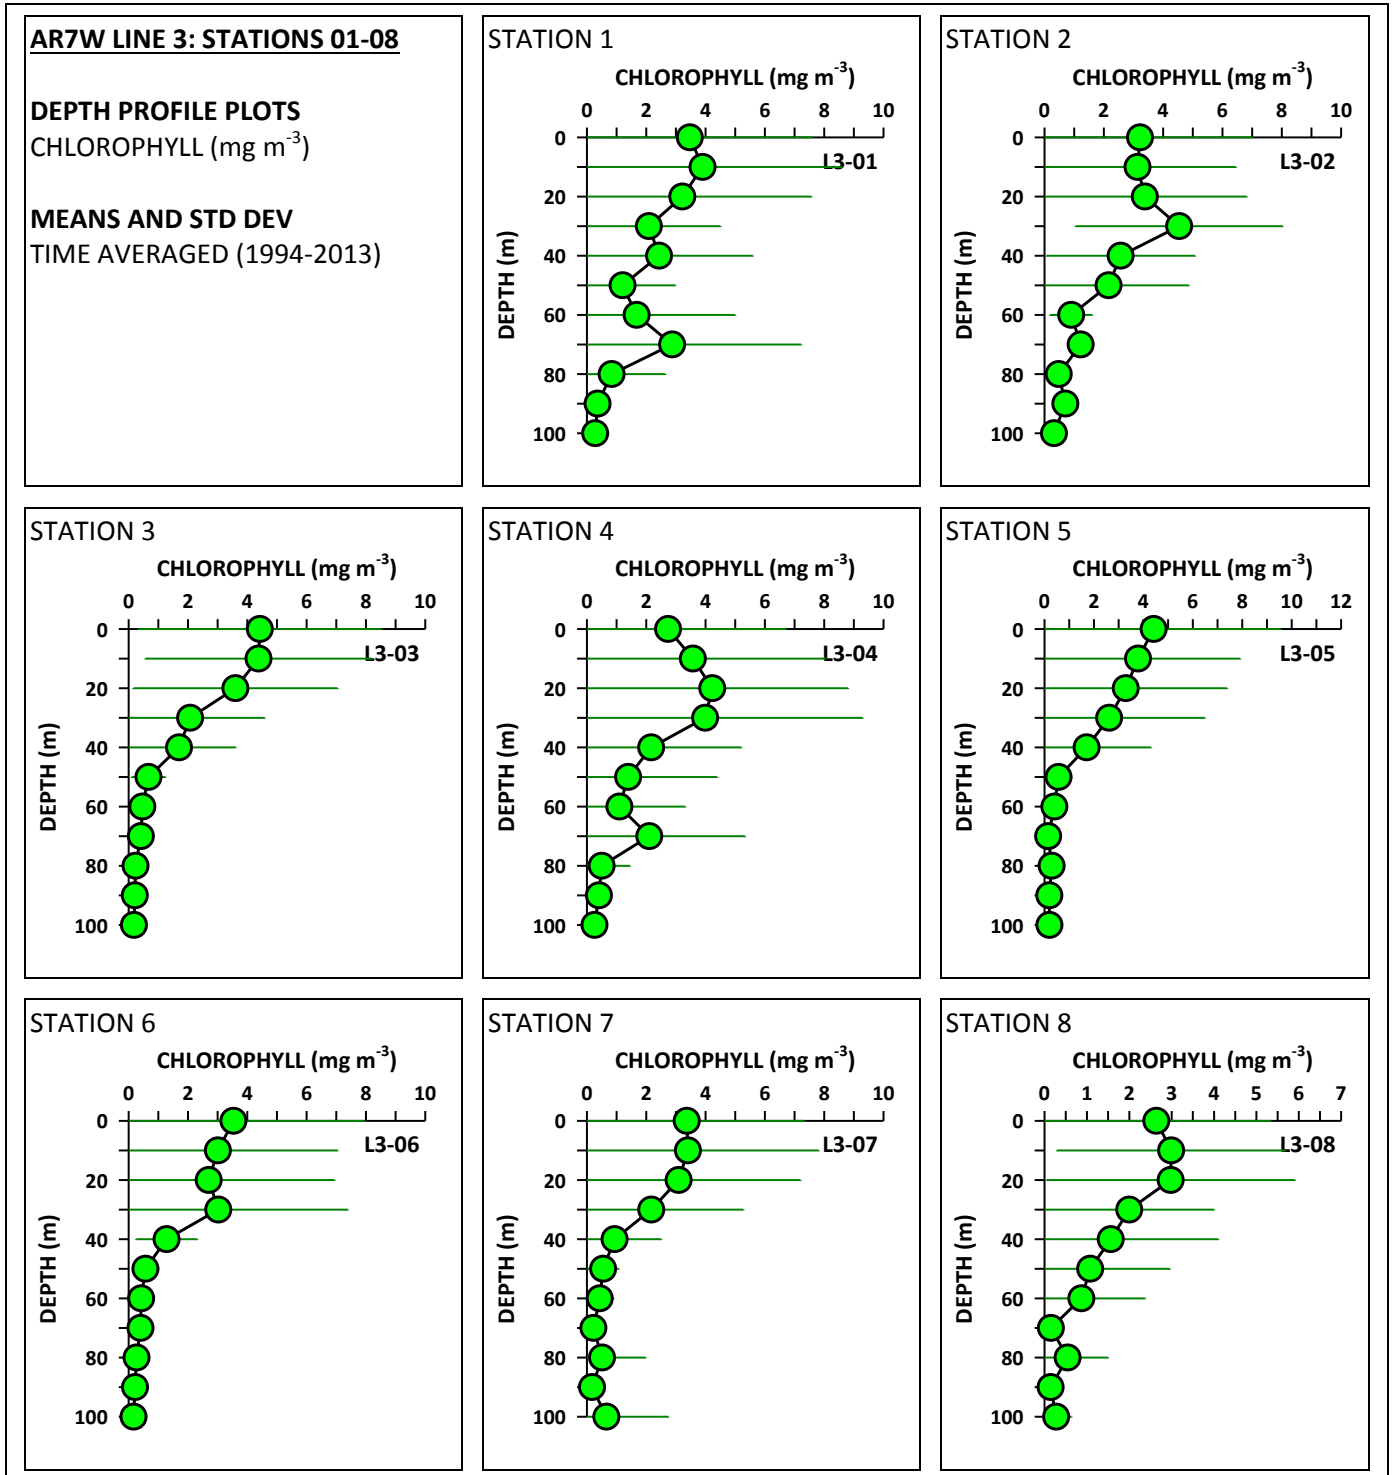 AR7W LINE 3: STATIONS 01-08
DEPTH PROFILE PLOTS
CHLOROPHYLL (mg m-3)
MEANS AND STD DEV
TIME AVERAGED (1994-2013)
STATION 1
CHLOROPHYLL (mg m-3)
0 2 4 6 8 10
L3-01
DEPTH (m)
0
20
40
60
80
100
STATION 2
CHLOROPHYLL (mg m-3)
0 2 4 6 8 10
L3-02
DEPTH (m)
0
20
40
60
80
100
STATION 3
CHLOROPHYLL (mg m-3)
0 2 4 6 8 10
L3-03
DEPTH (m)
0
20
40
60
80
100
STATION 4
CHLOROPHYLL (mg m-3)
0 2 4 6 8 10
L3-04
DEPTH (m)
0
20
40
60
80
100
STATION 5
CHLOROPHYLL (mg m-3)
0 2 4 6 8 10 12
L3-05
DEPTH (m)
0
20
40
60
80
100
STATION 6
CHLOROPHYLL (mg m-3)
0 2 4 6 8 10
L3-06
DEPTH (m)
0
20
40
60
80
100
STATION 7
CHLOROPHYLL (mg m-3)
0 2 4 6 8 10
L3-07
DEPTH (m)
0
20
40
60
80
100
STATION 8
CHLOROPHYLL (mg m-3)
0 1 2 3 4 5 6 7
L3-08
DEPTH (m)
0
20
40
60
80
100